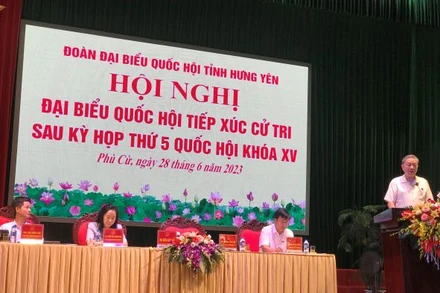 ĐOÀN ĐẠI BIỂU QUỐC HỘI TỈNH HƯNG YÊN
HỘI NGHỊ
ĐẠI BIỂU QUỐC HỘI TIẾP XÚC CỬ TRI
SAU KỲ HỌP THỨ 5 QUỐC HỘI KHÓA XV
Phù Cừ, ngày 28 tháng 6 năm 2023